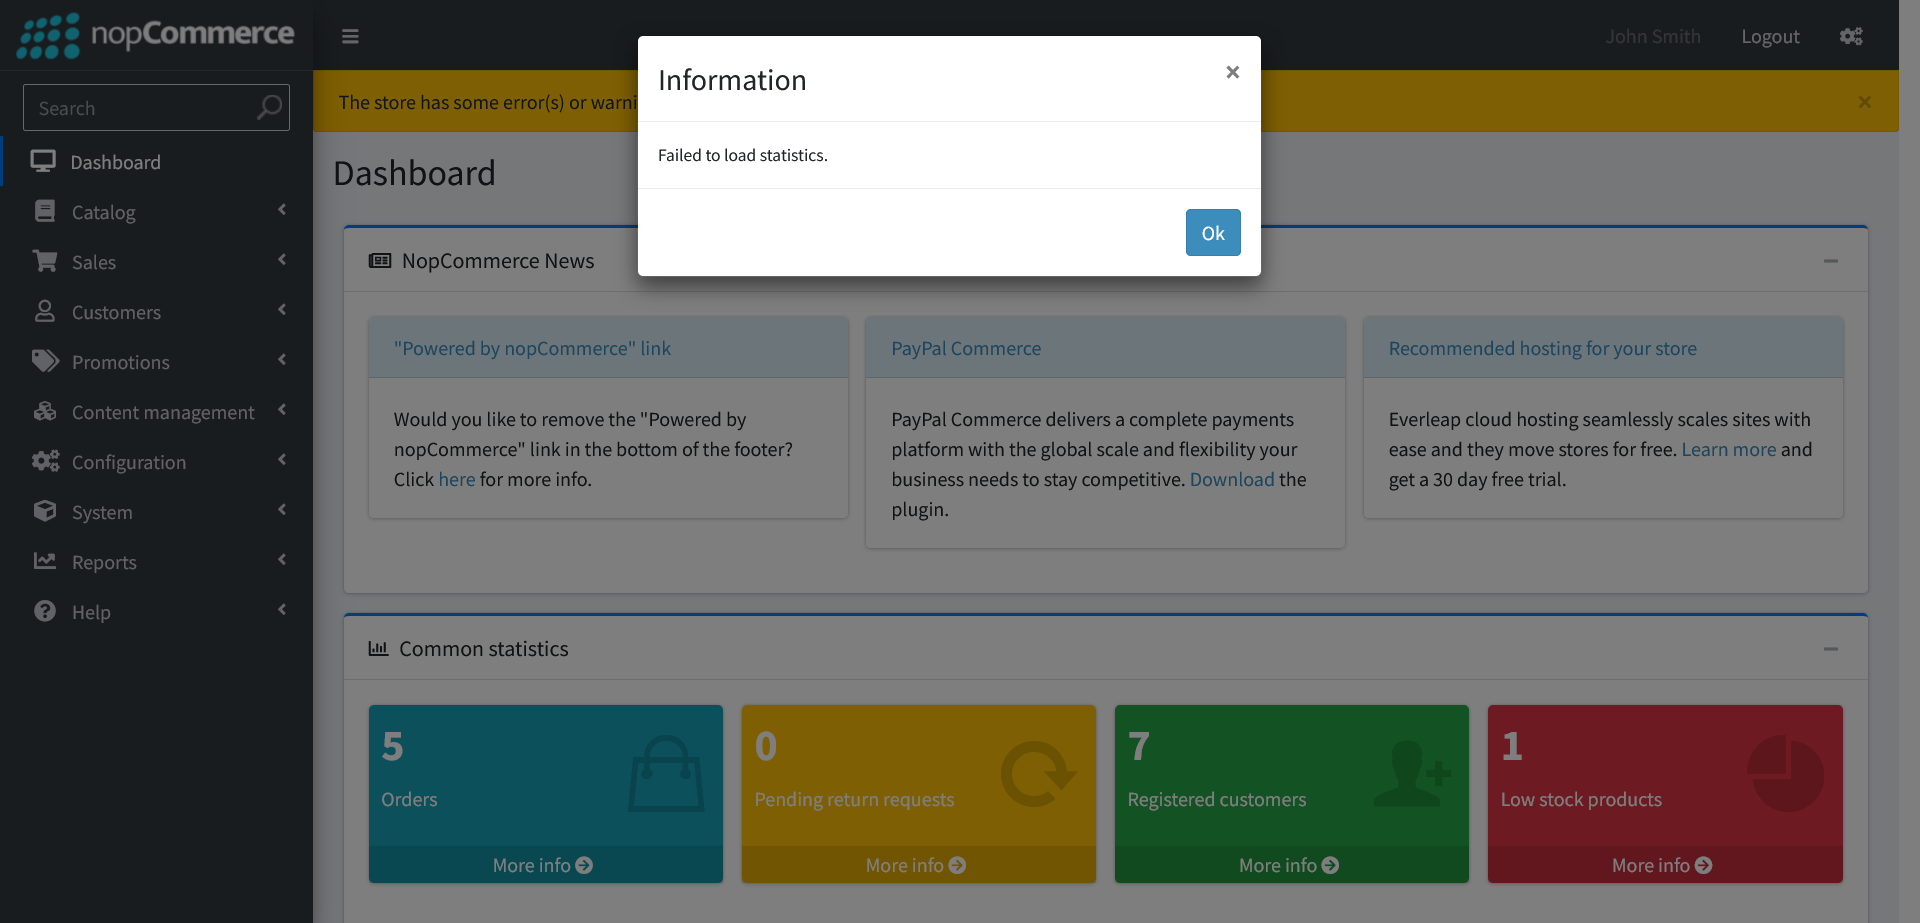 nopCommerce
John Smith
Logout
Search
The store has some error(s) or warni
Information
×
Failed to load statistics.
Ok
Dashboard
Catalog
Sales
Customers
Promotions
Content management
Configuration
System
Reports
Help
Dashboard
NopCommerce News
"Powered by nopCommerce" link
Would you like to remove the "Powered by
nopCommerce" link in the bottom of the footer?
Click here for more info.
PayPal Commerce
PayPal Commerce delivers a complete payments
platform with the global scale and flexibility your
business needs to stay competitive. Download the
plugin.
Recommended hosting for your store
Everleap cloud hosting seamlessly scales sites with
ease and they move stores for free. Learn more and
get a 30 day free trial.
Common statistics
5
Orders
More info
0
Pending return requests
More info
7
Registered customers
More info
1
Low stock products
More info